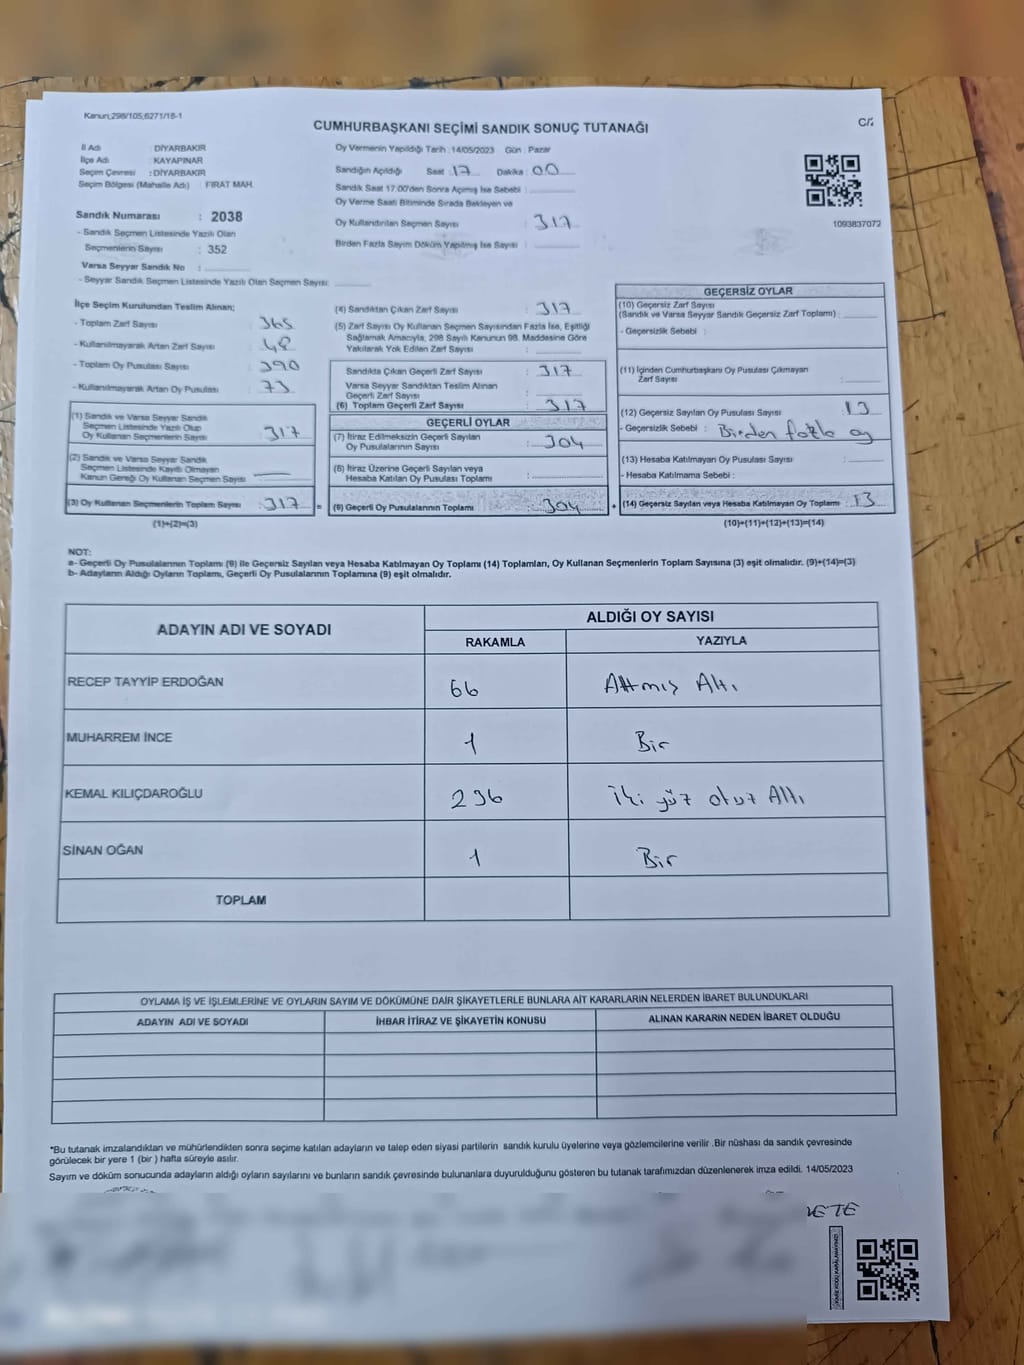 Kanun;298/105,6271/18-1
C/2
CUMHURBAŞKANI SEÇİMİ SANDIK SONUÇ TUTANAĞI
İl Adı : DİYARBAKIR
İlçe Adı : KAYAPINAR
Seçim Çevresi : DİYARBAKIR
Seçim Bölgesi (Mahalle Adı) : FIRAT MAH.
Sandık Numarası : 2038
- Sandık Seçmen Listesinde Yazılı Olan
Seçmenlerin Sayısı : 352
Varsa Seyyar Sandık No :
- Seyyar Sandık Seçmen Listesinde Yazılı Olan Seçmen Sayısı:
Oy Vermenin Yapıldığı Tarih : 14/05/2023 Gün : Pazar
Sandığın Açıldığı Saat : 17 Dakika : 00
Sandık Saat 17:00'den Sonra Açılmış İse Sebebi :
Oy Verme Saati Bitiminde Sırada Bekleyen ve
Oy Kullandırılan Seçmen Sayısı : 317
Birden Fazla Sayım Döküm Yapılmış İse Sayısı :
1093837072
İlçe Seçim Kurulundan Teslim Alınan;
- Toplam Zarf Sayısı : 365
- Kullanılmayarak Artan Zarf Sayısı : 48
- Toplam Oy Pusulası Sayısı : 390
- Kullanılmayarak Artan Oy Pusulası : 73
(1) Sandık ve Varsa Seyyar Sandık
Seçmen Listesinde Yazılı Olup
Oy Kullanan Seçmenlerin Sayısı : 317
(2) Sandık ve Varsa Seyyar Sandık
Seçmen Listesinde Kayıtlı Olmayan
Kanun Gereği Oy Kullanan Seçmen Sayısı
(3) Oy Kullanan Seçmenlerin Toplam Sayısı : 317 =
(1)+(2)=(3)
(4) Sandıktan Çıkan Zarf Sayısı : 317
(5) Zarf Sayısı Oy Kullanan Seçmen Sayısından Fazla İse, Eşitliği
Sağlamak Amacıyla, 298 Sayılı Kanunun 98. Maddesine Göre
Yakılarak Yok Edilen Zarf Sayısı :
Sandıkta Çıkan Geçerli Zarf Sayısı : 317
Varsa Seyyar Sandıktan Teslim Alınan
Geçerli Zarf Sayısı :
(6) Toplam Geçerli Zarf Sayısı : 317
GEÇERLİ OYLAR
(7) İtiraz Edilmeksizin Geçerli Sayılan
Oy Pusulalarının Sayısı : 304
(8) İtiraz Üzerine Geçerli Sayılan veya
Hesaba Katılan Oy Pusulası Toplamı :
(9) Geçerli Oy Pusulalarının Toplamı : 304 +
GEÇERSİZ OYLAR
(10) Geçersiz Zarf Sayısı
(Sandık ve Varsa Seyyar Sandık Geçersiz Zarf Toplamı) :
- Geçersizlik Sebebi :
(11) İçinden Cumhurbaşkanı Oy Pusulası Çıkmayan
Zarf Sayısı :
(12) Geçersiz Sayılan Oy Pusulası Sayısı : 13
- Geçersizlik Sebebi : Birden fazla oy
(13) Hesaba Katılmayan Oy Pusulası Sayısı :
- Hesaba Katılmama Sebebi :
(14) Geçersiz Sayılan veya Hesaba Katılmayan Oy Toplamı : 13
(10)+(11)+(12)+(13)=(14)
NOT:
a- Geçerli Oy Pusulalarının Toplamı (9) ile Geçersiz Sayılan veya Hesaba Katılmayan Oy Toplamı (14) Toplamları, Oy Kullanan Seçmenlerin Toplam Sayısına (3) eşit olmalıdır. (9)+(14)=(3)
b- Adayların Aldığı Oyların Toplamı, Geçerli Oy Pusulalarının Toplamına (9) eşit olmalıdır.
ADAYIN ADI VE SOYADI
ALDIĞI OY SAYISI
RAKAMLA YAZIYLA
RECEP TAYYİP ERDOĞAN 66 Altmış Altı
MUHARREM İNCE 1 Bir
KEMAL KILIÇDAROĞLU 236 İki yüz otuz Altı
SİNAN OĞAN 1 Bir
TOPLAM
OYLAMA İŞ VE İŞLEMLERİNE VE OYLARIN SAYIM VE DÖKÜMÜNE DAİR ŞİKAYETLERLE BUNLARA AİT KARARLARIN NELERDEN İBARET BULUNDUKLARI
ADAYIN ADI VE SOYADI İHBAR İTİRAZ VE ŞİKAYETİN KONUSU ALINAN KARARIN NEDEN İBARET OLDUĞU
*Bu tutanak imzalandıktan ve mühürlendikten sonra seçime katılan adayların ve talep eden siyasi partilerin sandık kurulu üyelerine veya gözlemcilerine verilir .Bir nüshası da sandık çevresinde
görülecek bir yere 1 (bir ) hafta süreyle asılır.
Sayım ve döküm sonucunda adayların aldığı oyların sayılarını ve bunların sandık çevresinde bulunanlara duyurulduğunu gösteren bu tutanak tarafımızdan düzenlenerek imza edildi. 14/05/2023